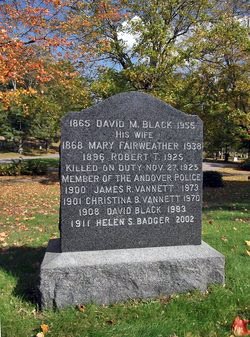 1865 DAVID M. BLACK 1955
HIS WIFE
1868 MARY FAIRWEATHER 1938
1896 ROBERT T. 1925
KILLED ON DUTY NOV. 27, 1925
MEMBER OF THE ANDOVER POLICE
1900 JAMES R. VANNETT 1973
1901 CHRISTINA B. VANNETT 1970
1908 DAVID BLACK 1983
1911 HELEN S. BADGER 2002